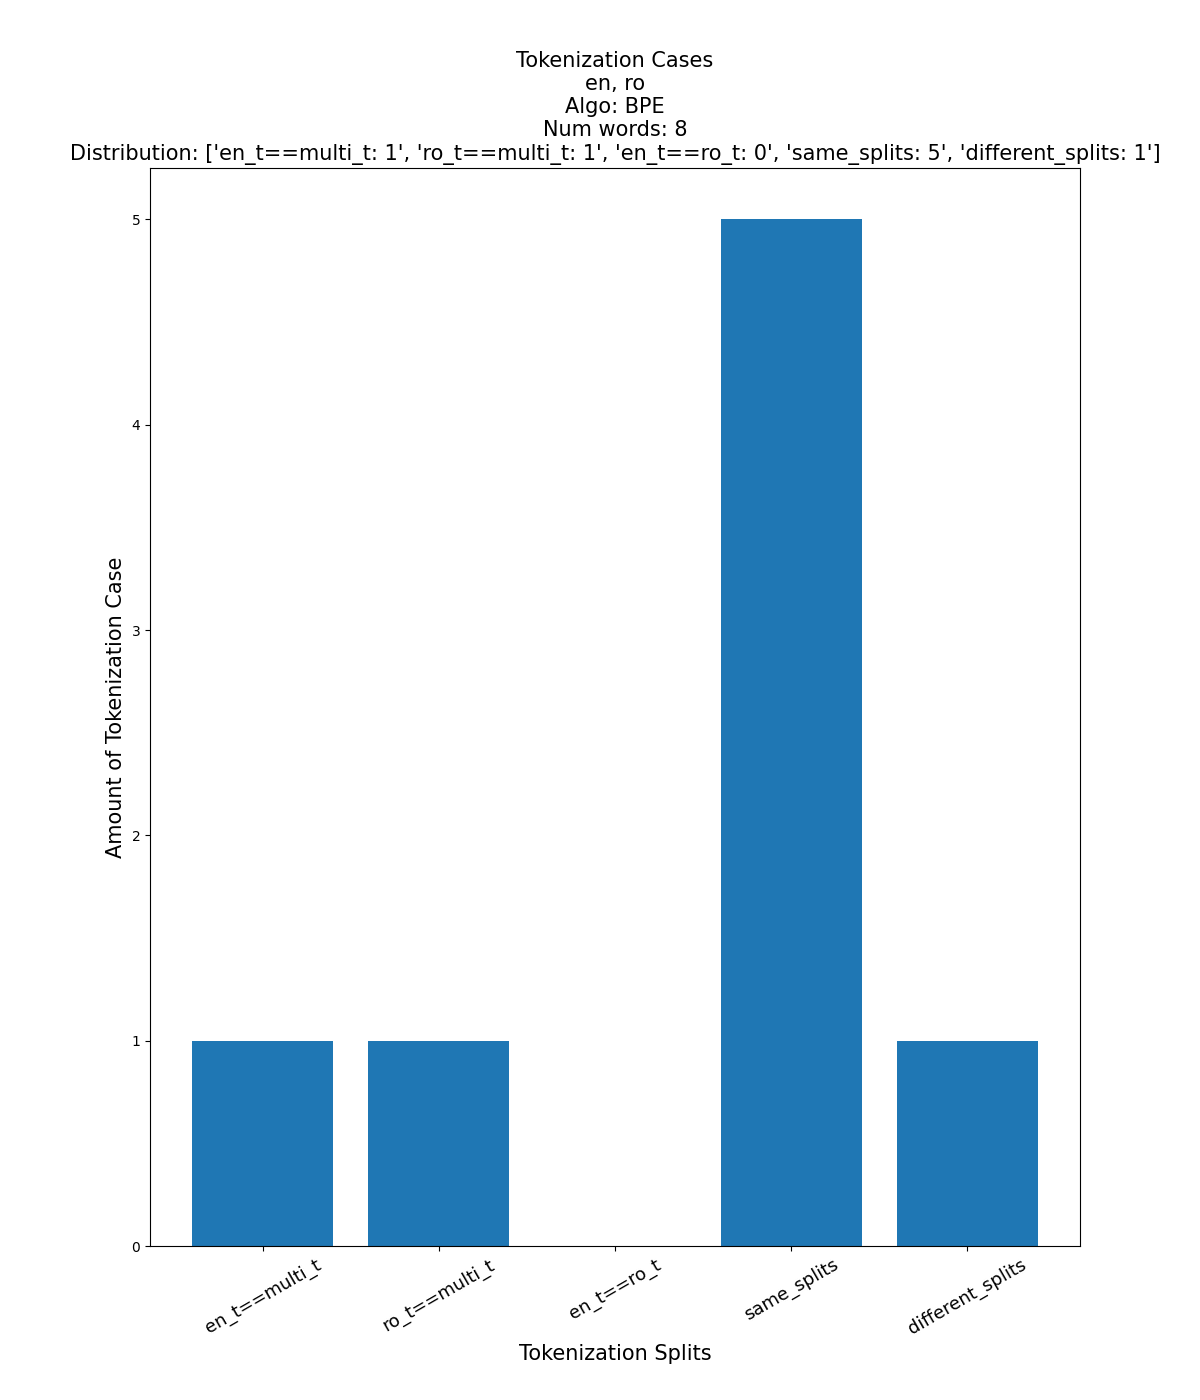 Tokenization Cases
en, ro
Algo: BPE
Num words: 8
Distribution: ['en_t==multi_t: 1', 'ro_t==multi_t: 1', 'en_t==ro_t: 0', 'same_splits: 5', 'different_splits: 1']
Amount of Tokenization Case
5
4
3
2
1
0
en_t==multi_t
ro_t==multi_t
en_t==ro_t
same_splits
different_splits
Tokenization Splits